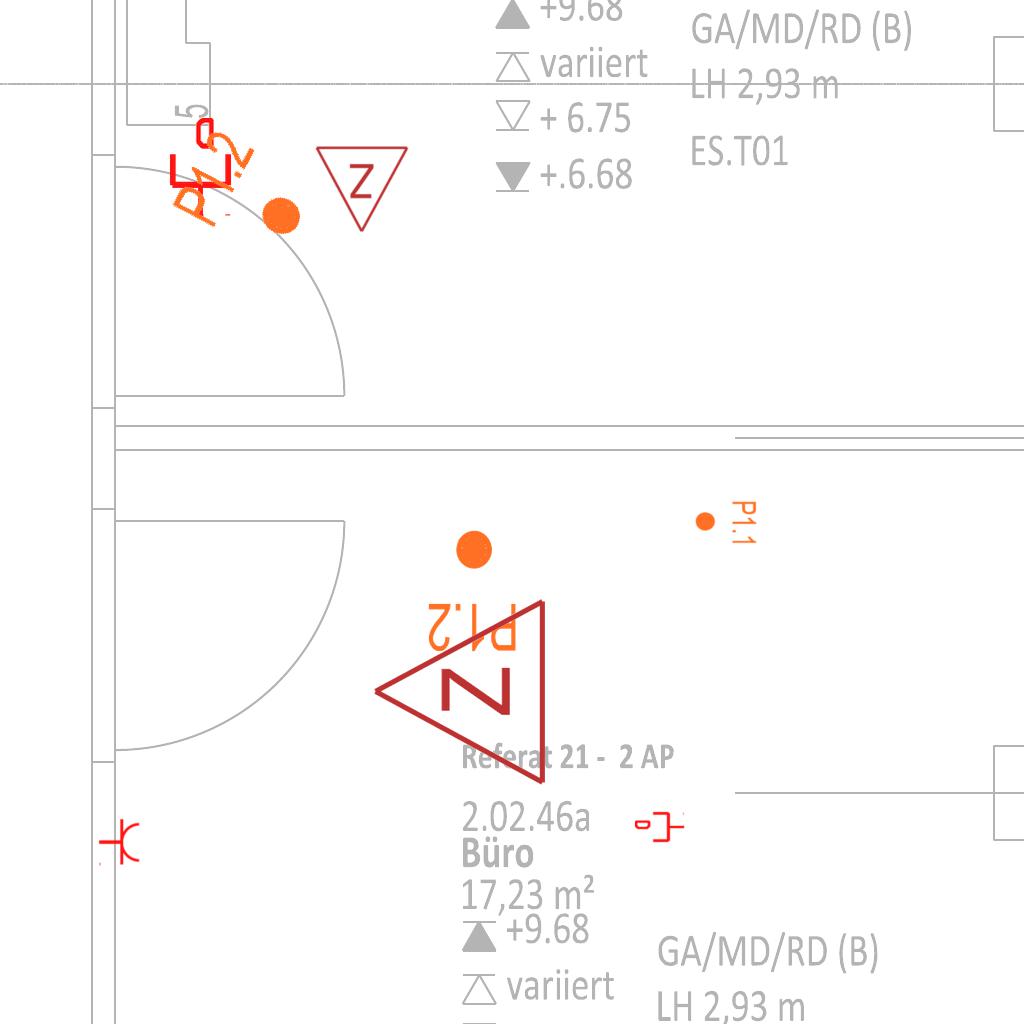 +9.68
GA/MD/RD (B)
variiert
LH 2,93 m
+ 6.75
5
ES.T01
P1.2
Z
+.6.68
P1.1
P1.2
Z
Referat 21 - 2 AP
2.02.46a
Büro
17,23 m²
+9.68
GA/MD/RD (B)
variiert
LH 2,93 m